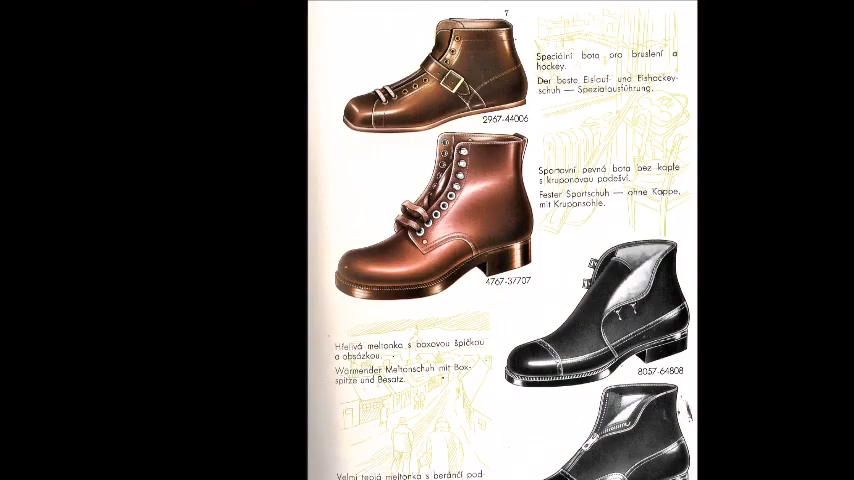 7
Speciální bota pro bruslení a
hockey.
Der beste Eislauf- und Eishockey-
schuh — Spezialausführung.
2967-44006
Sportovní pevná bota bez kaple
s kruponovou podešví.
Fester Sportschuh — ohne Kappe,
mit Kruponsohle.
4767-37707
Hřejivá meltonka s boxovou špičkou
a obsázkou.
Wärmender Meltonschuh mit Box-
spitze und Besatz.
8057-64808
Velmi teplá meltonka s beránčí pod-